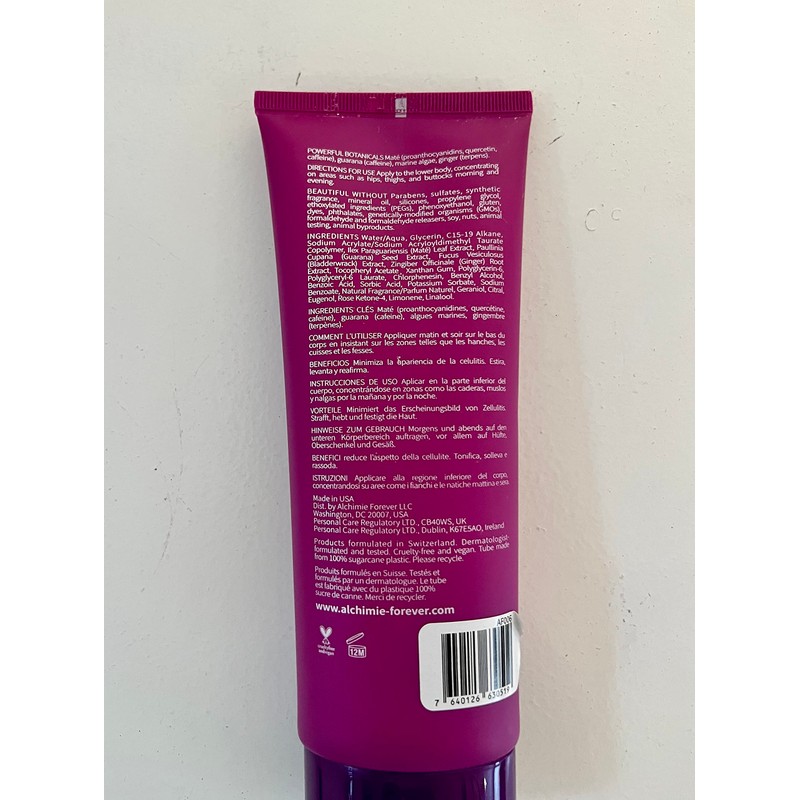 POWERFUL BOTANICALS Maté (proanthocyanidins, quercetin,
caffeine), guarana (caffeine), marine algae, ginger (terpens).
DIRECTIONS FOR USE Apply to the lower body, concentrating
on areas such as hips, thighs, and buttocks morning and
evening.
BEAUTIFUL WITHOUT Parabens, sulfates, synthetic
fragrance, mineral oil, silicones, propylene glycol,
ethoxylated ingredients (PEGs), phenoxyethanol, gluten,
dyes, phthalates, genetically-modified organisms (GMOs),
formaldehyde and formaldehyde releasers, soy, nuts, animal
testing, animal byproducts.
INGREDIENTS Water/Aqua, Glycerin, C15-19 Alkane,
Sodium Acrylate/Sodium Acryloyldimethyl Taurate
Copolymer, Ilex Paraguariensis (Maté) Leaf Extract, Paullinia
Cupana (Guarana) Seed Extract, Fucus Vesiculosus
(Bladderwrack) Extract, Zingiber Officinale (Ginger) Root
Extract, Tocopheryl Acetate, Xanthan Gum, Polyglycerin-6,
Polyglyceryl-6 Laurate, Chlorphenesin, Benzyl Alcohol,
Benzoic Acid, Sorbic Acid, Potassium Sorbate, Sodium
Benzoate, Natural Fragrance/Parfum Naturel, Geraniol, Citral,
Eugenol, Rose Ketone-4, Limonene, Linalool.
INGREDIENTS CLÉS Maté (proanthocyanidines, quercétine,
cafeine), guarana (cafeine), algues marines, gingembre
(terpènes).
COMMENT L'UTILISER Appliquer matin et soir sur le bas du
corps en insistant sur les zones telles que les hanches, les
cuisses et les fesses.
BENEFICIOS Minimiza la apariencia de la celulitis. Estira,
levanta y reafirma.
INSTRUCCIONES DE USO Aplicar en la parte inferior del
cuerpo, concentrándose en zonas como las caderas, muslos
y nalgas por la mañana y por la noche.
VORTEILE Minimiert das Erscheinungsbild von Zellulitis.
Strafft, hebt und festigt die Haut.
HINWEISE ZUM GEBRAUCH Morgens und abends auf den
unteren Körperbereich auftragen, vor allem auf Hüfte,
Oberschenkel und Gesäß.
BENEFICI reduce l'aspetto della cellulite. Tonifica, solleva e
rassoda.
ISTRUZIONI Applicare alla regione inferiore del corpo,
concentrandosi su aree come i fianchi e le natiche mattina e sera
Made in USA
Dist. by Alchimie Forever LLC
Washington, DC 20007, USA
Personal Care Regulatory LTD., CB40WS, UK
Personal Care Regulatory LTD., Dublin, K67E5AO, Ireland
Products formulated in Switzerland. Dermatologist-
formulated and tested. Cruelty-free and vegan. Tube made
from 100% sugarcane plastic. Please recycle.
Produits formulés en Suisse. Testés et
formulés par un dermatologue. Le tube
est fabriqué avec du plastique 100%
sucre de canne. Merci de recycler.
www.alchimie-forever.com
AF006
12M
7 640126 630519